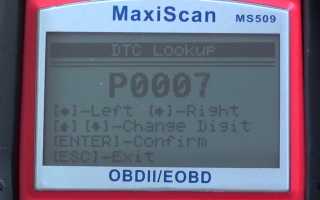 MaxiScan MS509
DTC Lookup
P0007
[♦]-Left [♦]-Right
[♦] [♦]-Change Digit
[ENTER]-Confirm
[ESC]-Exit
OBDII/EOBD